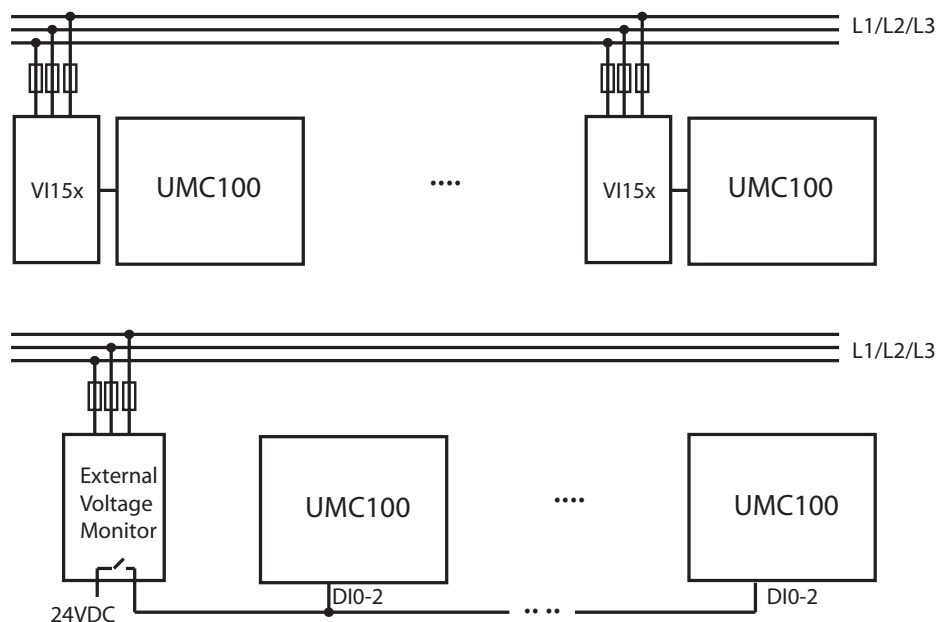 L1/L2/L3
VI15x
UMC100
....
VI15x
UMC100
L1/L2/L3
External
Voltage
Monitor
UMC100
....
UMC100
24VDC
DI0-2
.. ..
DI0-2